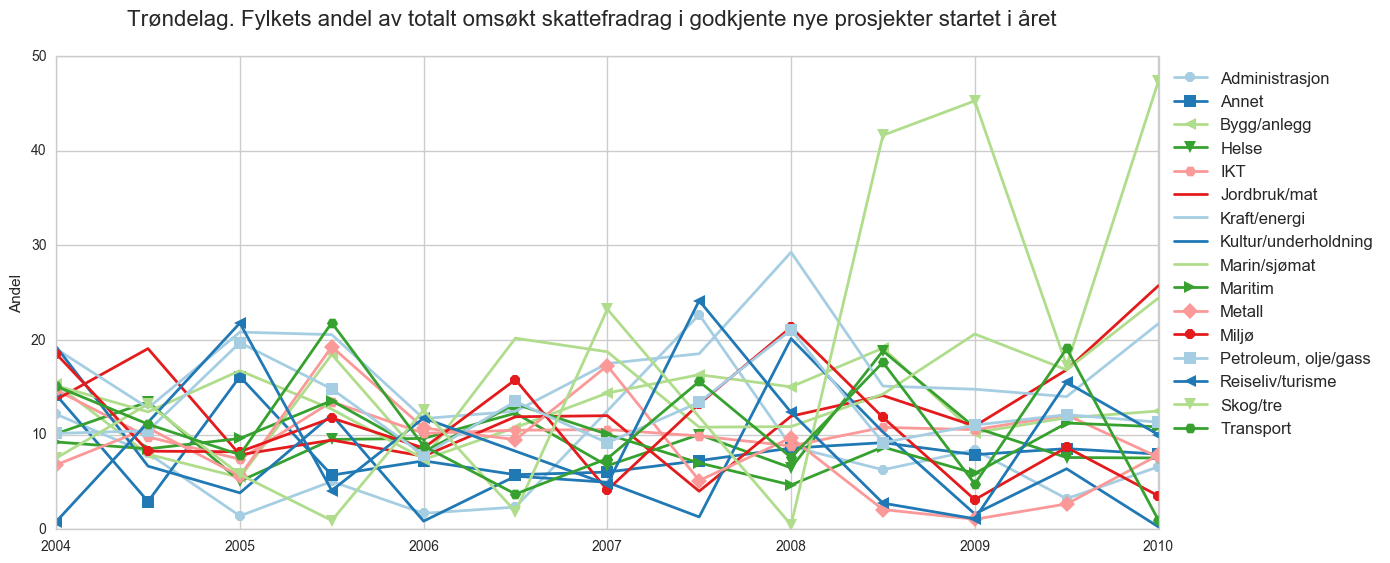 Trøndelag. Fylkets andel av totalt omsøkt skattefradrag i godkjente nye prosjekter startet i året
50
40
30
20
10
0
Andel
2004 2005 2006 2007 2008 2009 2010
Administrasjon
Annet
Bygg/anlegg
Helse
IKT
Jordbruk/mat
Kraft/energi
Kultur/underholdning
Marin/sjømat
Maritim
Metall
Miljø
Petroleum, olje/gass
Reiseliv/turisme
Skog/tre
Transport